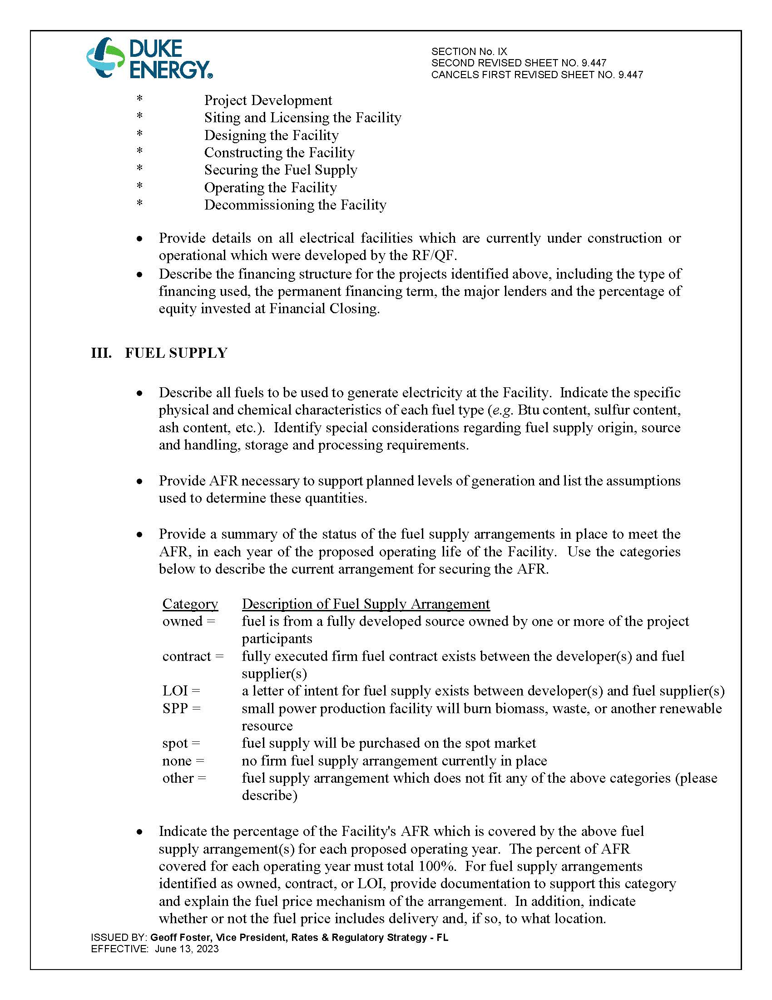 DUKE
ENERGY®
SECTION No. IX
SECOND REVISED SHEET NO. 9.447
CANCELS FIRST REVISED SHEET NO. 9.447
* Project Development
* Siting and Licensing the Facility
* Designing the Facility
* Constructing the Facility
* Securing the Fuel Supply
* Operating the Facility
* Decommissioning the Facility
• Provide details on all electrical facilities which are currently under construction or
operational which were developed by the RF/QF.
• Describe the financing structure for the projects identified above, including the type of
financing used, the permanent financing term, the major lenders and the percentage of
equity invested at Financial Closing.
III. FUEL SUPPLY
• Describe all fuels to be used to generate electricity at the Facility. Indicate the specific
physical and chemical characteristics of each fuel type (e.g. Btu content, sulfur content,
ash content, etc.). Identify special considerations regarding fuel supply origin, source
and handling, storage and processing requirements.
• Provide AFR necessary to support planned levels of generation and list the assumptions
used to determine these quantities.
• Provide a summary of the status of the fuel supply arrangements in place to meet the
AFR, in each year of the proposed operating life of the Facility. Use the categories
below to describe the current arrangement for securing the AFR.
Category Description of Fuel Supply Arrangement
owned = fuel is from a fully developed source owned by one or more of the project
participants
contract = fully executed firm fuel contract exists between the developer(s) and fuel
supplier(s)
LOI = a letter of intent for fuel supply exists between developer(s) and fuel supplier(s)
SPP = small power production facility will burn biomass, waste, or another renewable
resource
spot = fuel supply will be purchased on the spot market
none = no firm fuel supply arrangement currently in place
other = fuel supply arrangement which does not fit any of the above categories (please
describe)
• Indicate the percentage of the Facility's AFR which is covered by the above fuel
supply arrangement(s) for each proposed operating year. The percent of AFR
covered for each operating year must total 100%. For fuel supply arrangements
identified as owned, contract, or LOI, provide documentation to support this category
and explain the fuel price mechanism of the arrangement. In addition, indicate
whether or not the fuel price includes delivery and, if so, to what location.
ISSUED BY: Geoff Foster, Vice President, Rates & Regulatory Strategy - FL
EFFECTIVE: June 13, 2023